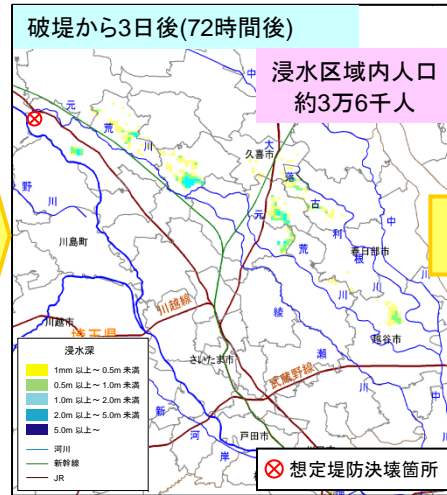 破堤から3日後(72時間後)
浸水区域内人口
約3万6千人
中
元
荒
川
久喜市
大
落
古
利
根
川
中
川
野
川
川島町
元
荒
川
春日部市
川越線
川越市
埼玉県
綾
瀬
川
越谷市
さいたま市
武蔵野線
中
川
新
河
岸
戸田市
浸水深
1mm 以上～ 0.5m 未満
0.5m 以上～ 1.0m 未満
1.0m 以上～ 2.0m 未満
2.0m 以上～ 5.0m 未満
5.0m 以上～
河川
新幹線
JR
想定堤防決壊箇所